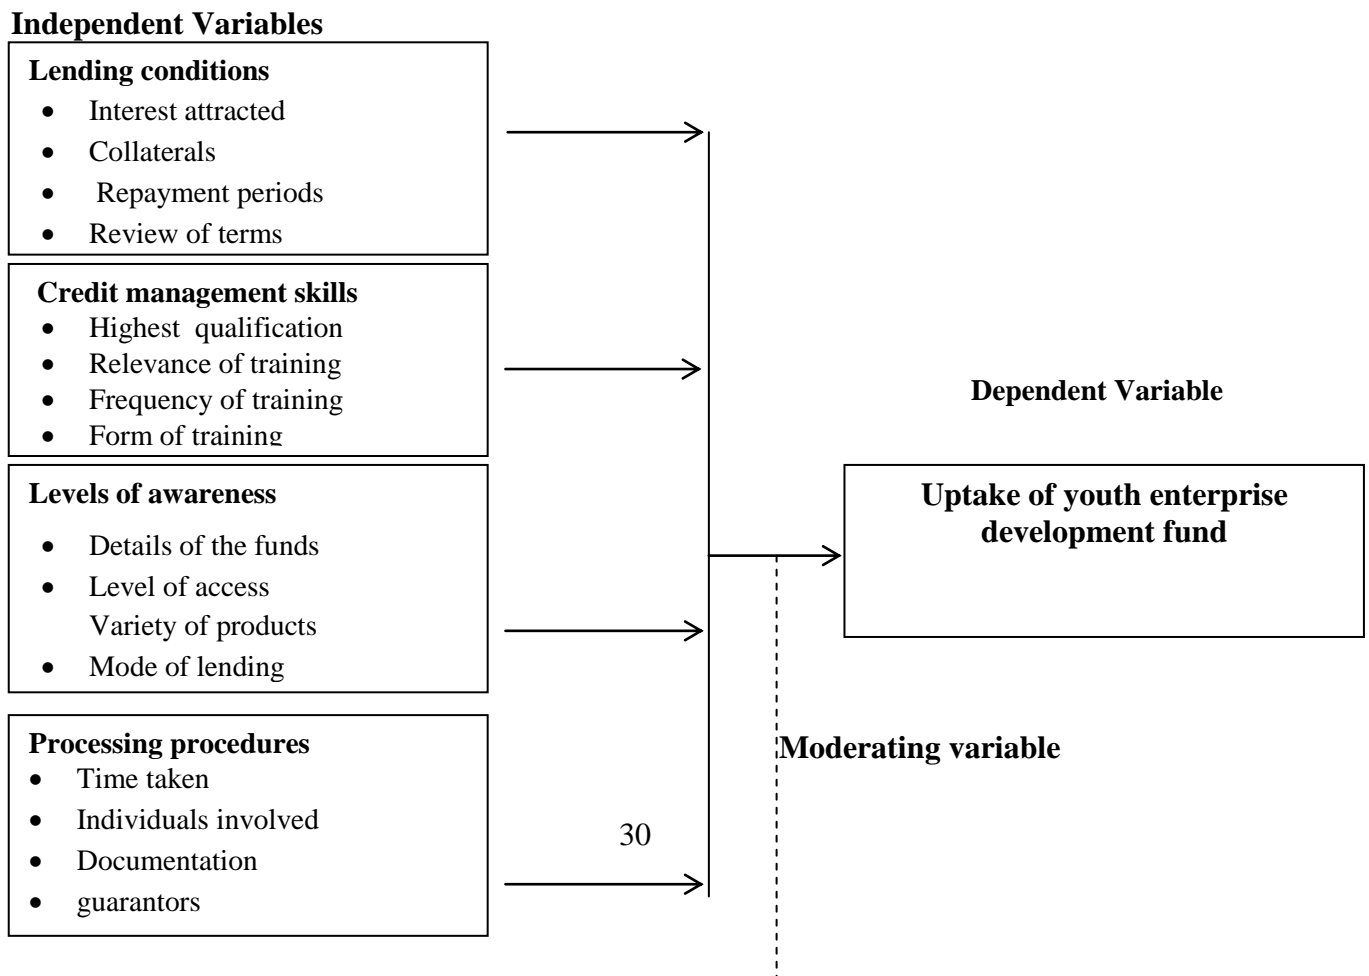 Independent Variables
Lending conditions
• Interest attracted
• Collaterals
• Repayment periods
• Review of terms
Credit management skills
• Highest qualification
• Relevance of training
• Frequency of training
• Form of training
Levels of awareness
• Details of the funds
• Level of access
Variety of products
• Mode of lending
Processing procedures
• Time taken
• Individuals involved
• Documentation
• guarantors
30
Dependent Variable
Uptake of youth enterprise
development fund
Moderating variable